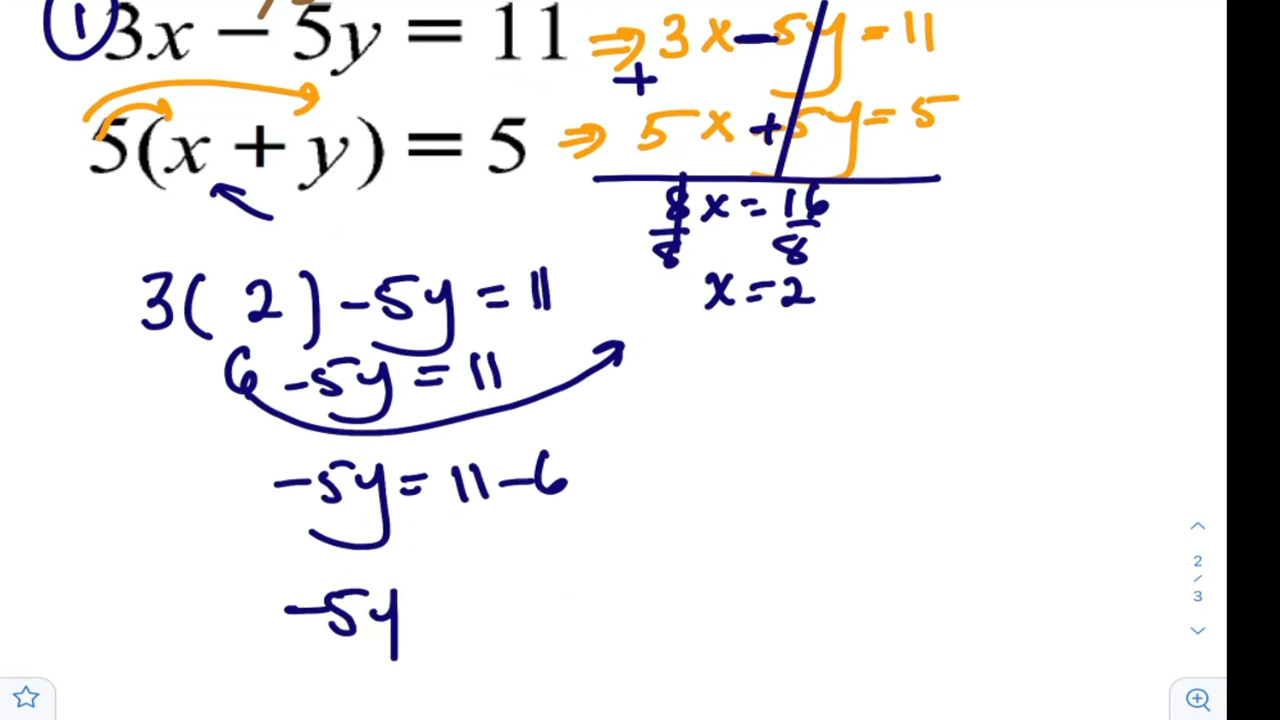 ① 3x − 5y = 11 ⇒ 3x − 5y = 11
+
5(x + y) = 5 ⇒ 5x + 5y = 5
8x = 16
8 8
x = 2
3( 2 ) − 5y = 11
6 − 5y = 11
−5y = 11 − 6
−5y
2
/
3